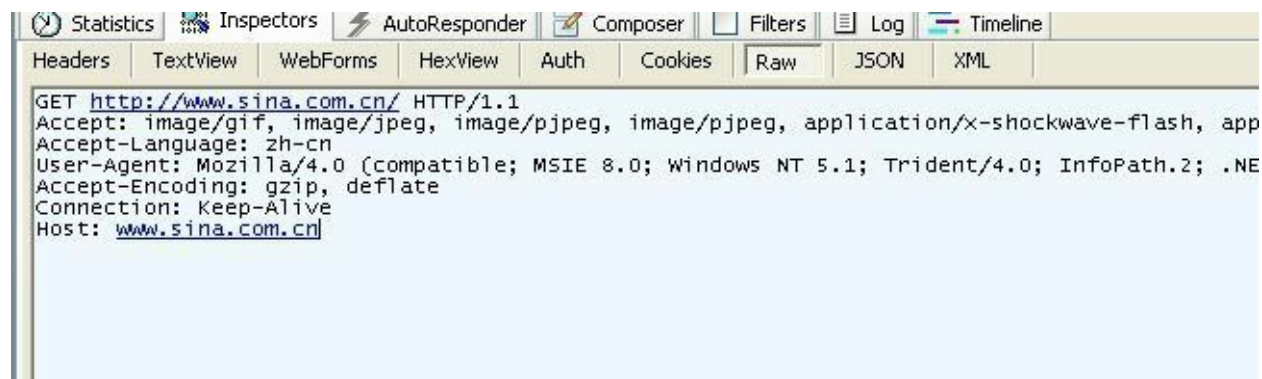 Statistics Inspectors AutoResponder Composer Filters Log Timeline
Headers TextView WebForms HexView Auth Cookies Raw JSON XML
GET http://www.sina.com.cn/ HTTP/1.1
Accept: image/gif, image/jpeg, image/pjpeg, image/pjpeg, application/x-shockwave-flash, app
Accept-Language: zh-cn
User-Agent: Mozilla/4.0 (compatible; MSIE 8.0; Windows NT 5.1; Trident/4.0; InfoPath.2; .NE
Accept-Encoding: gzip, deflate
Connection: Keep-Alive
Host: www.sina.com.cn